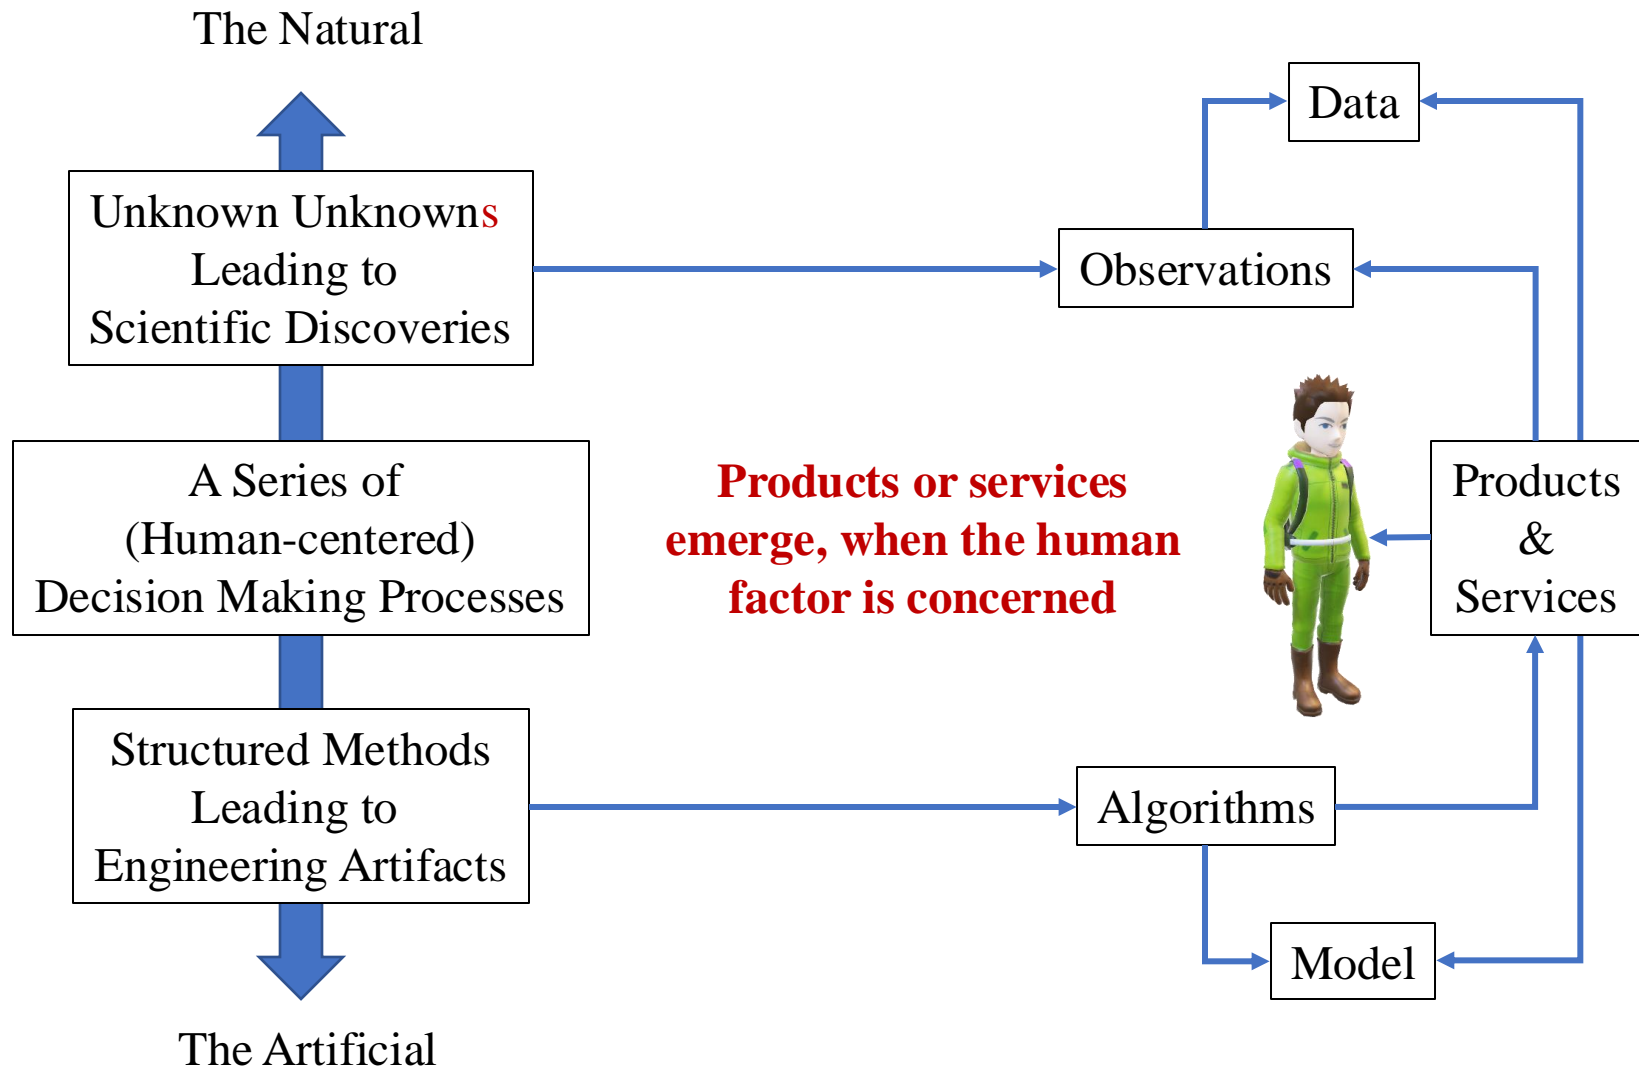 The Natural
Unknown Unknowns
Leading to
Scientific Discoveries
A Series of
(Human-centered)
Decision Making Processes
Structured Methods
Leading to
Engineering Artifacts
The Artificial
Products or services
emerge, when the human
factor is concerned
Data
Observations
Products
&
Services
Algorithms
Model